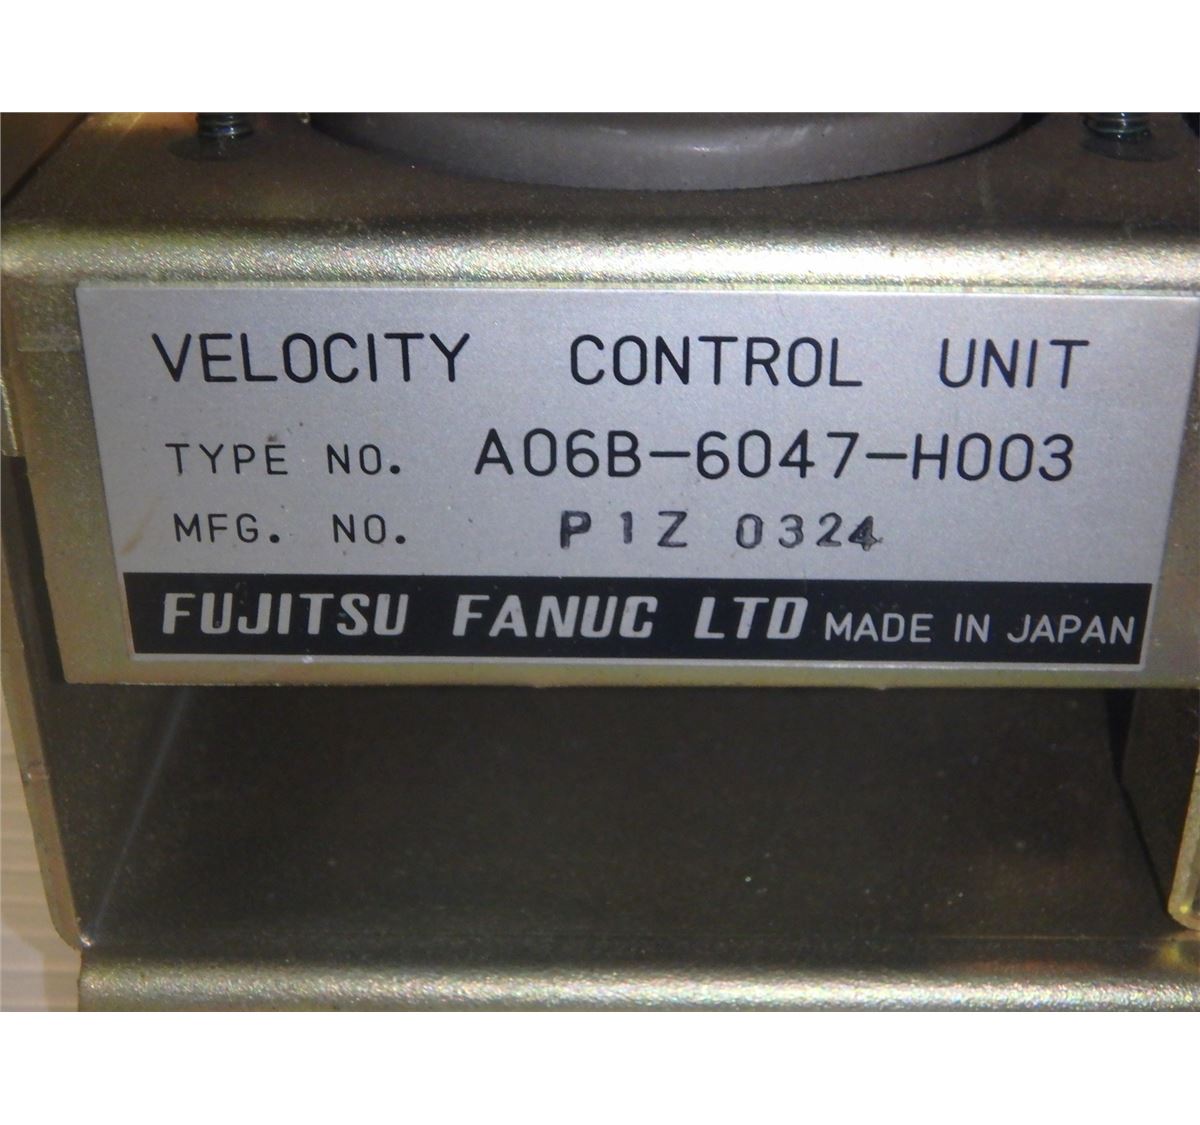 VELOCITY CONTROL UNIT
TYPE NO. A06B-6047-H003
MFG. NO. P1Z 0324
FUJITSU FANUC LTD MADE IN JAPAN